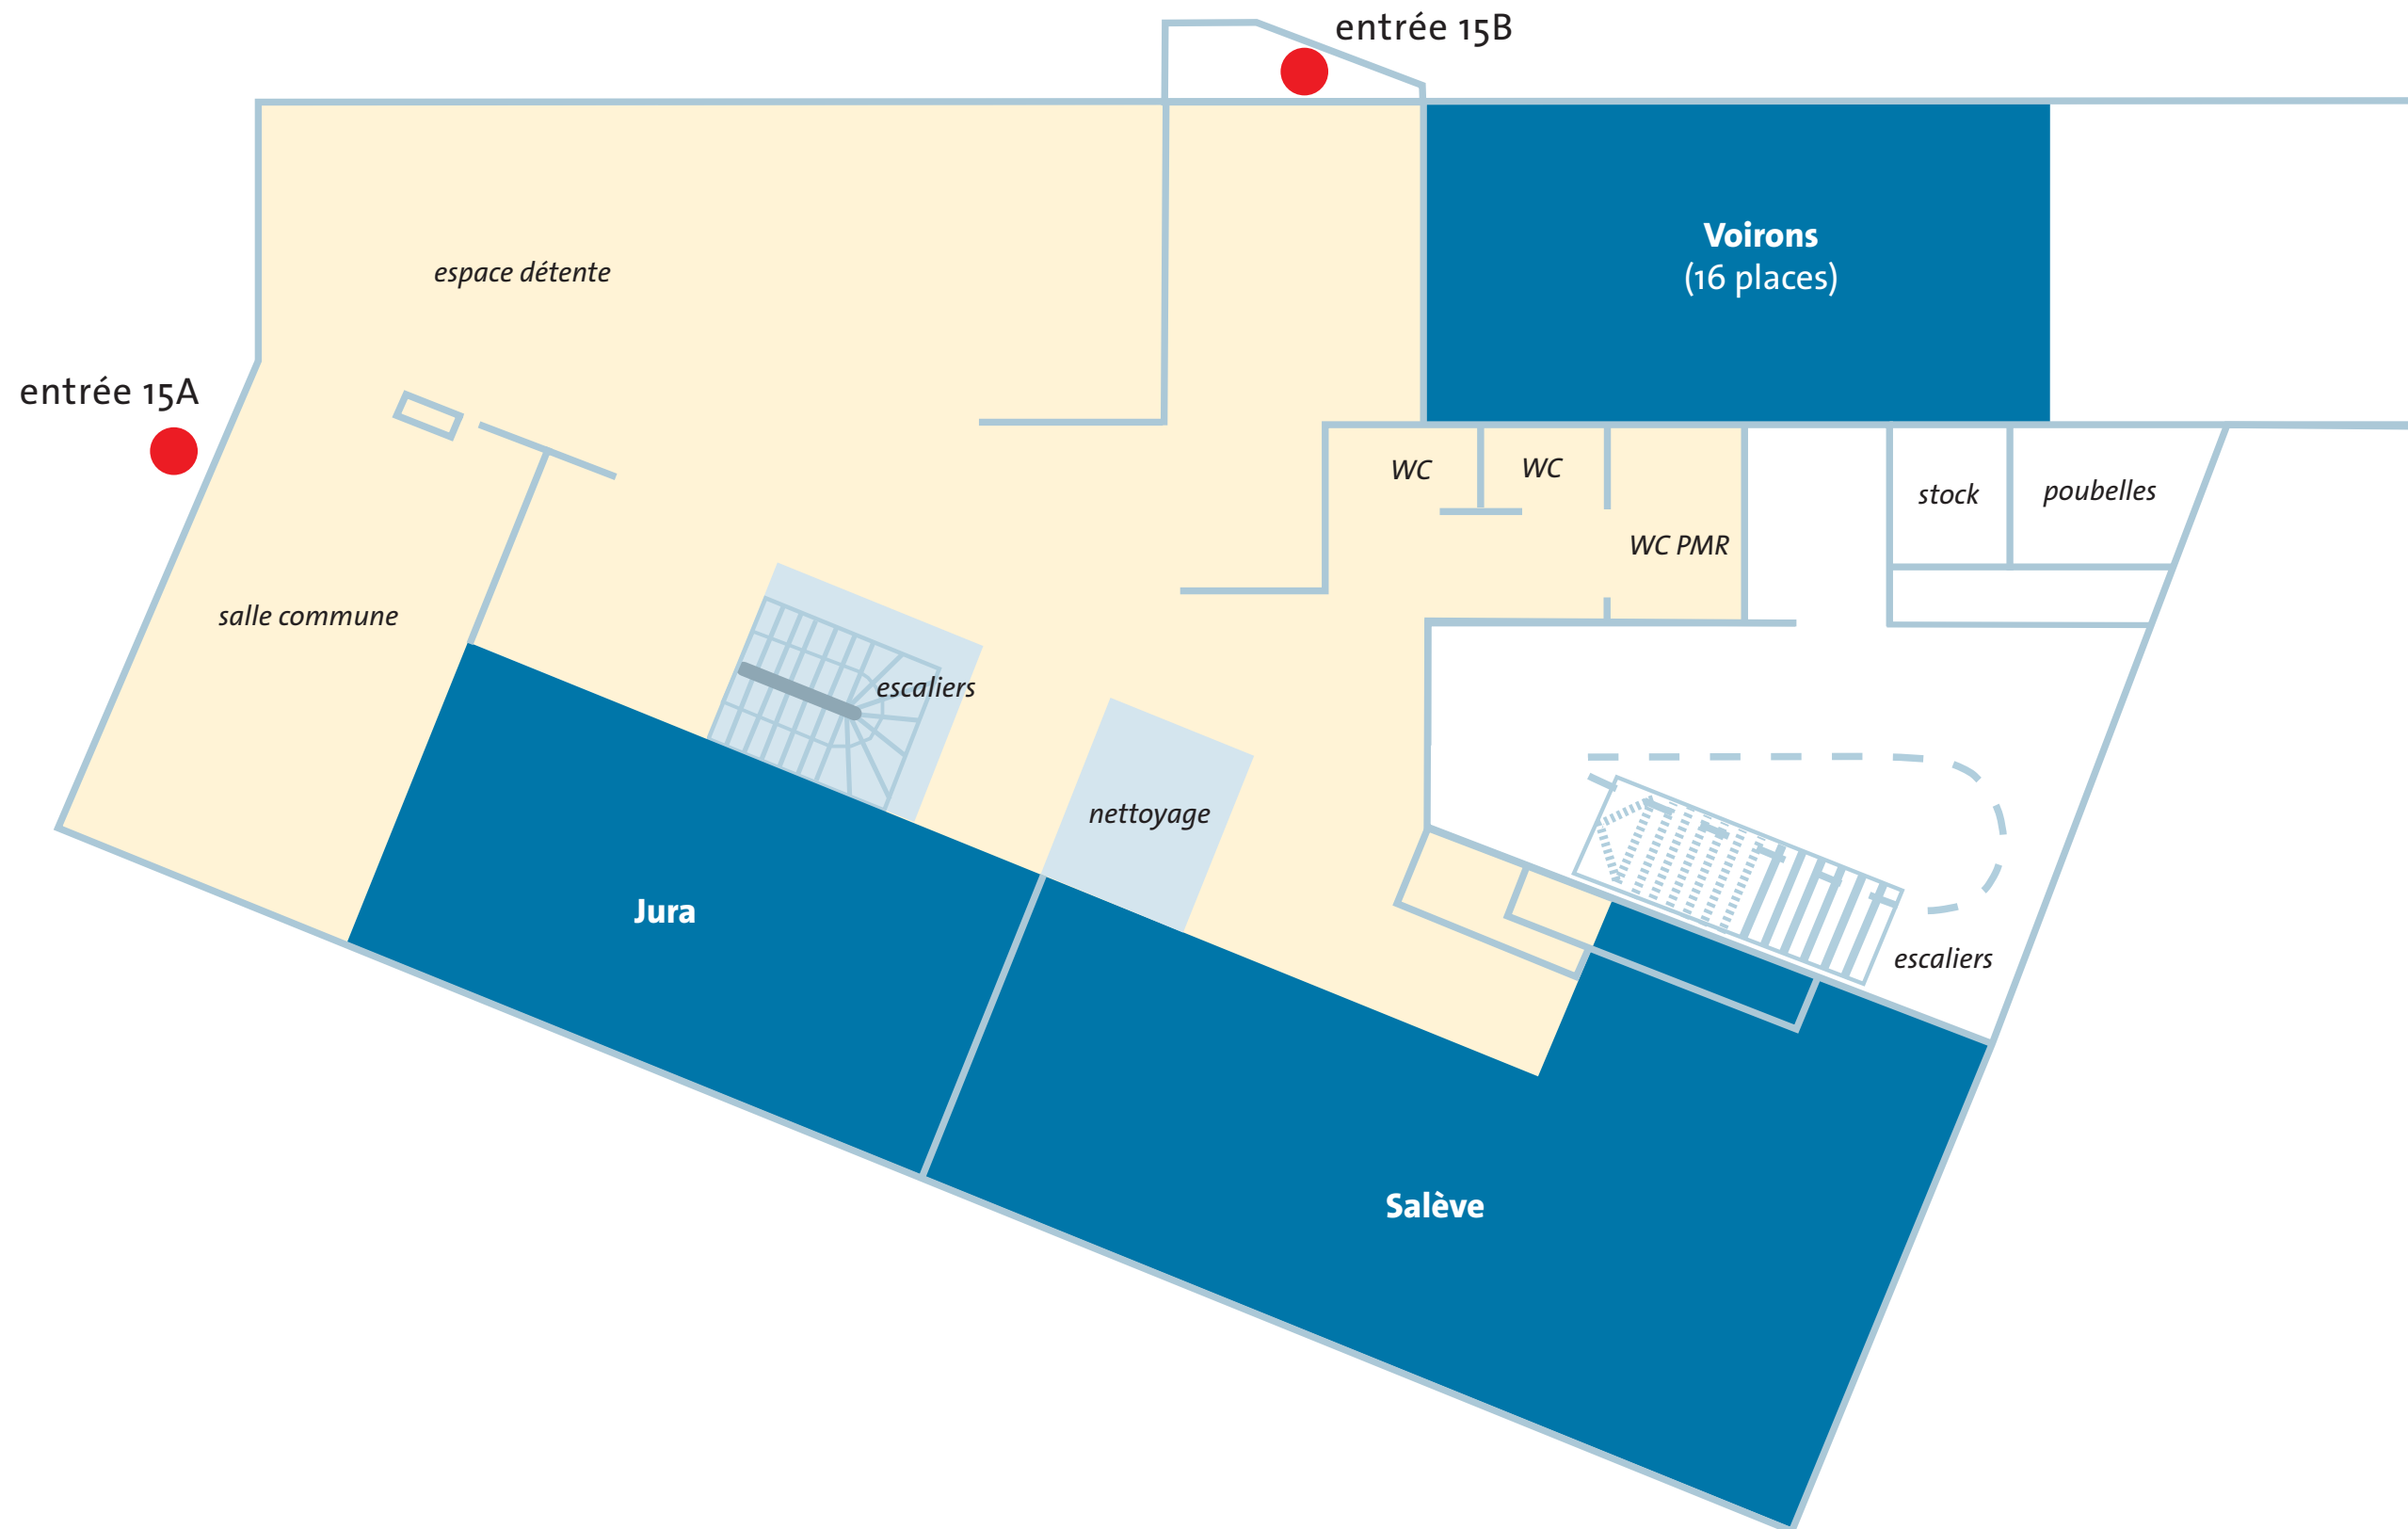 entrée 15B
Voirons
(16 places)
espace détente
entrée 15A
WC
WC
stock
poubelles
WC PMR
salle commune
escaliers
nettoyage
Jura
escaliers
Salève